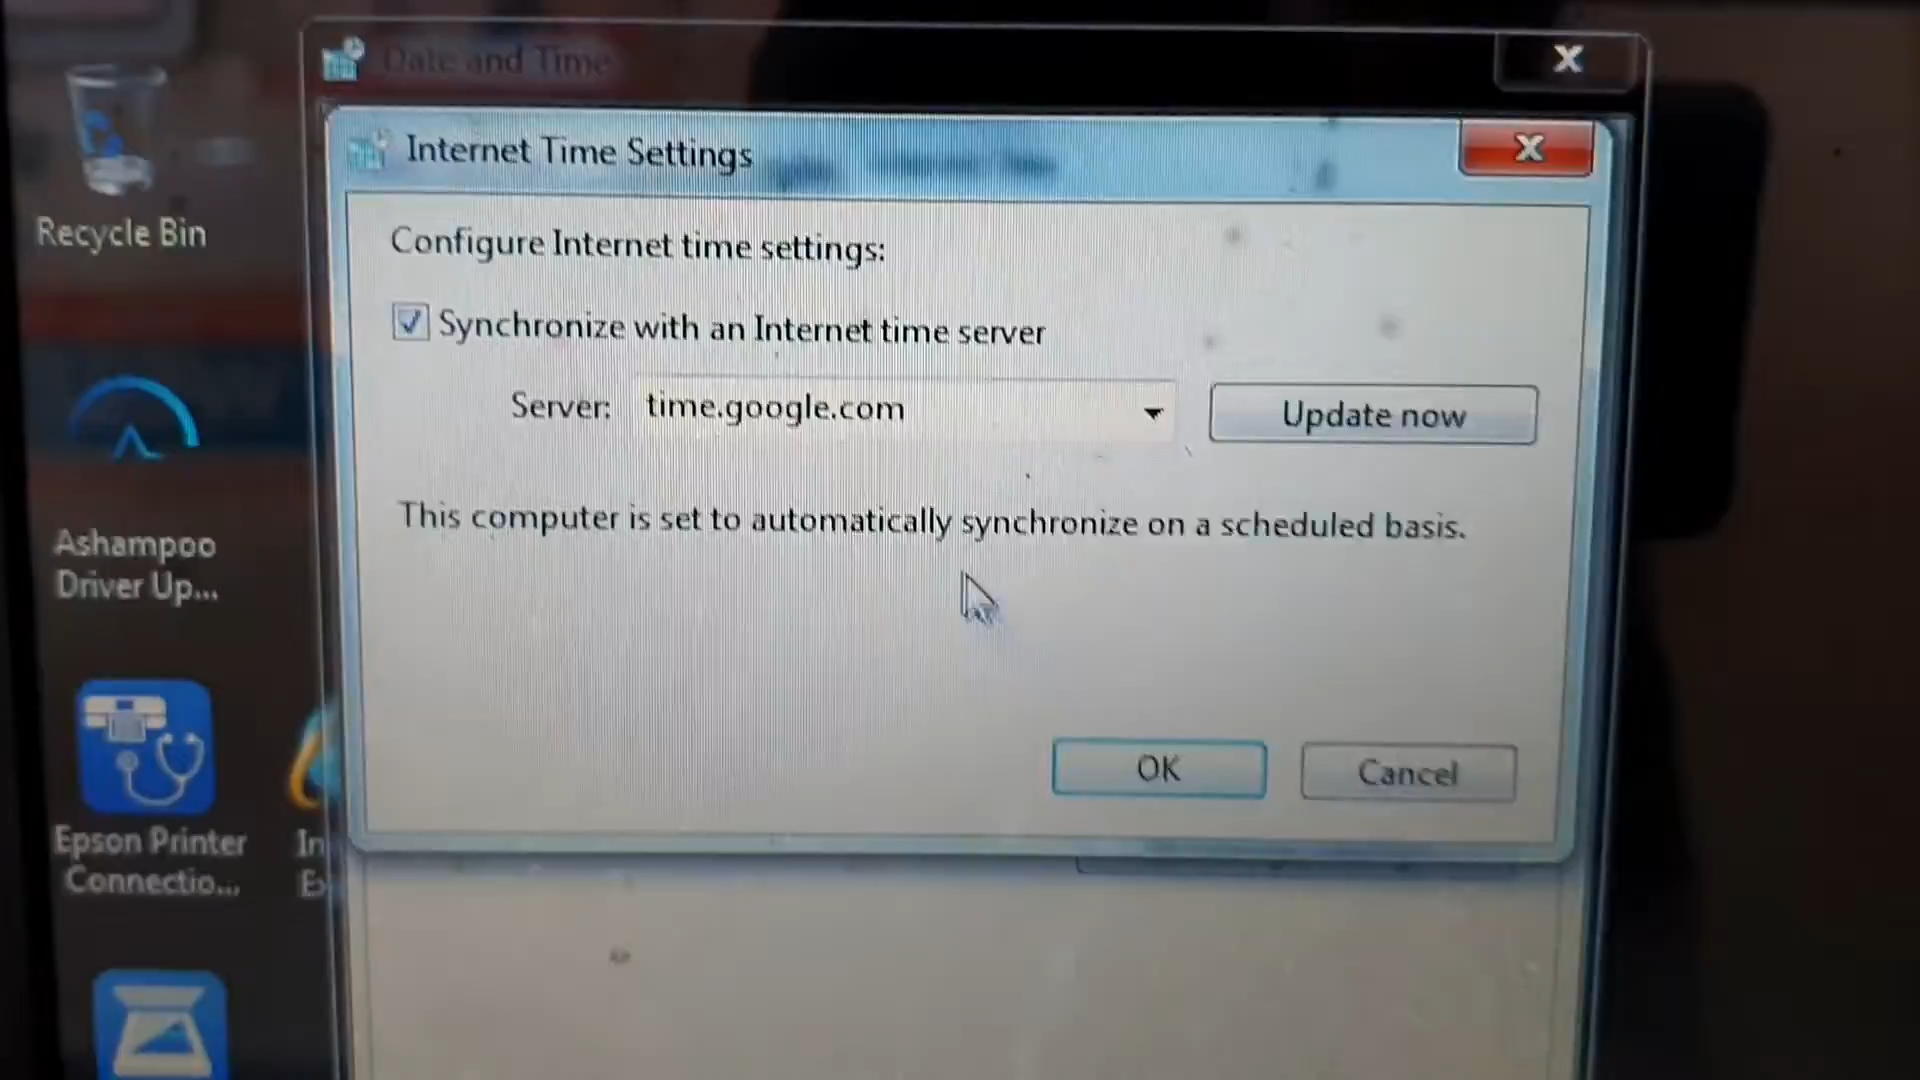 Date and Time
Internet Time Settings
Configure Internet time settings:
Synchronize with an Internet time server
Server: time.google.com
Update now
This computer is set to automatically synchronize on a scheduled basis.
OK
Cancel
Recycle Bin
Ashampoo
Driver Up...
Epson Printer
Connectio...
In
Ex